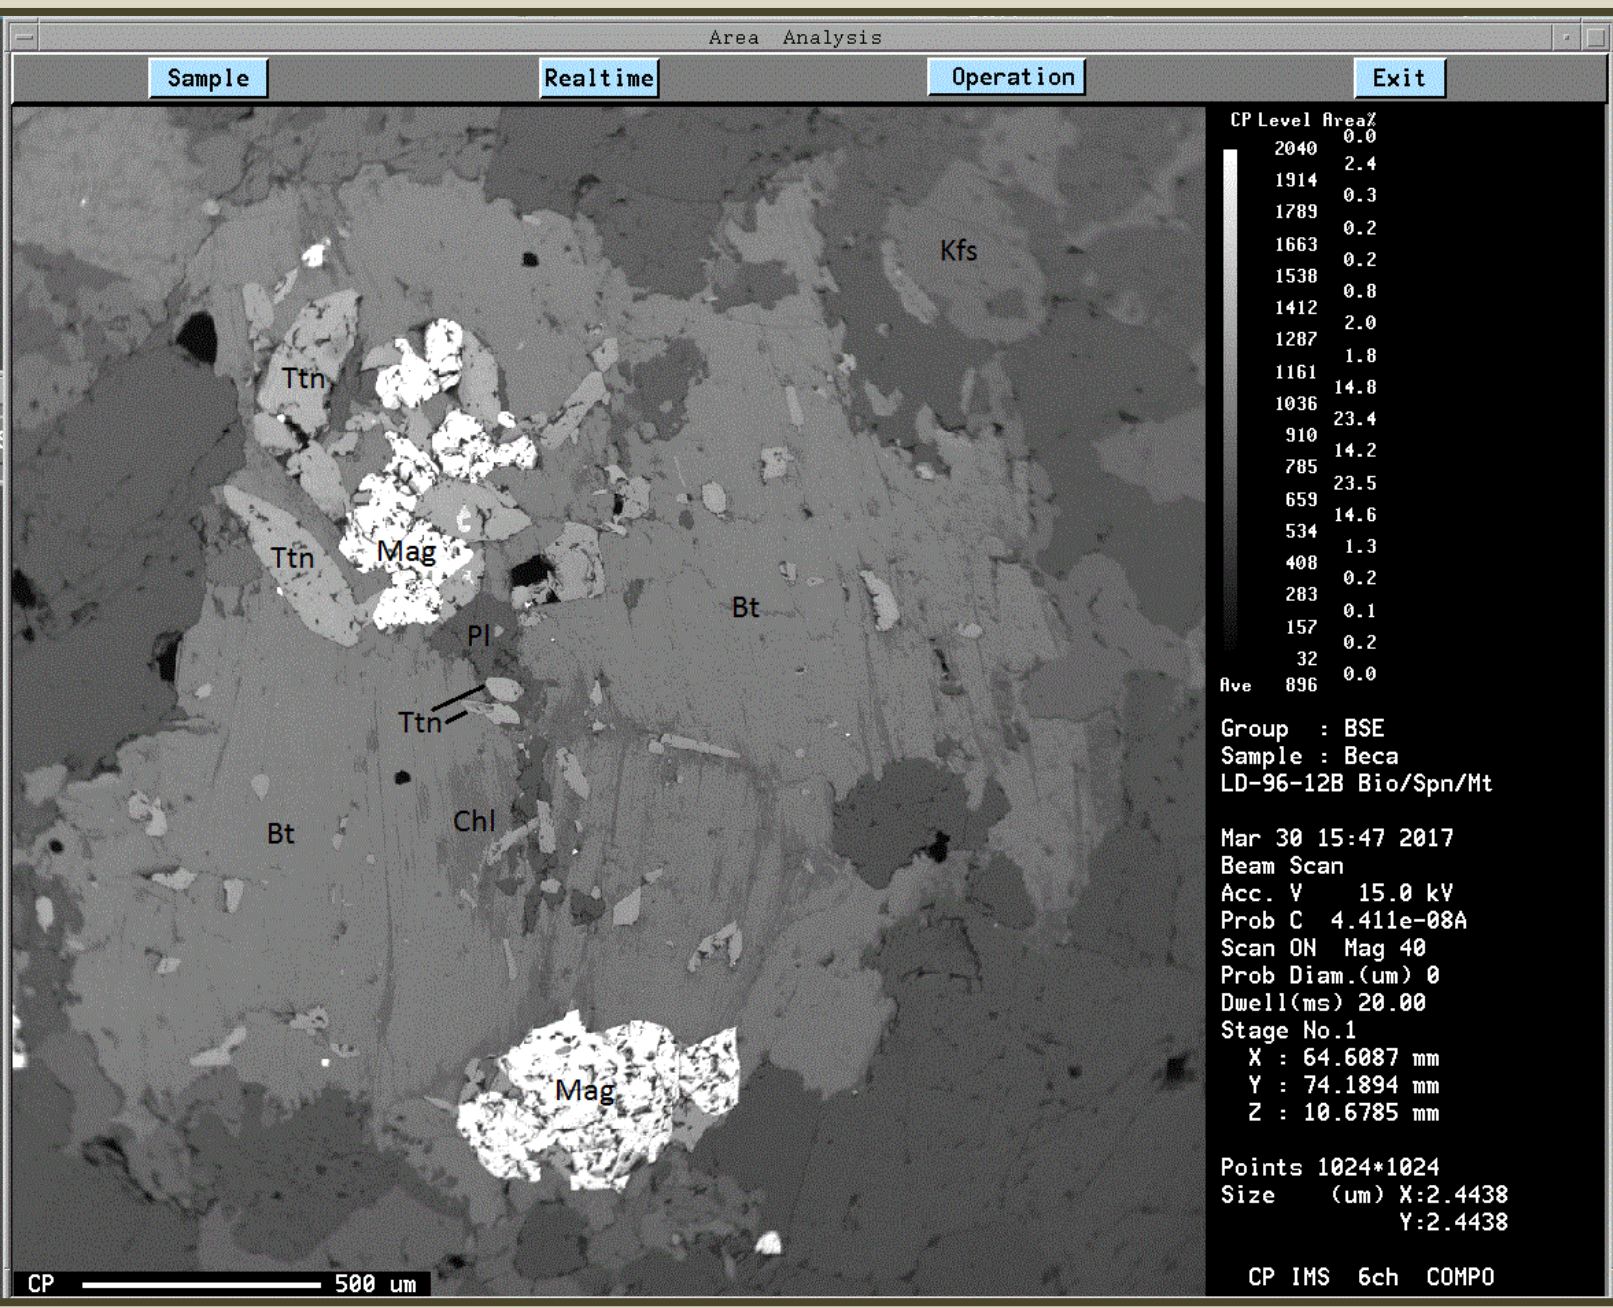 Area Analysis
Sample Realtime Operation Exit
CP Level Area%
0.0
2040
2.4
1914
0.3
1789
0.2
1663
0.2
1538
0.8
1412
2.0
1287
1.8
1161
14.8
1036
23.4
910
14.2
785
23.5
659
14.6
534
1.3
408
0.2
283
0.1
157
0.2
32
0.0
Ave 896
Group : BSE
Sample : Beca
LD-96-12B Bio/Spn/Mt
Mar 30 15:47 2017
Beam Scan
Acc. V 15.0 kV
Prob C 4.411e-08A
Scan ON Mag 40
Prob Diam.(um) 0
Dwell(ms) 20.00
Stage No.1
X : 64.6087 mm
Y : 74.1894 mm
Z : 10.6785 mm
Points 1024*1024
Size (um) X:2.4438
Y:2.4438
CP IMS 6ch COMPO
Kfs
Ttn
Ttn
Mag
Bt
Pl
Ttn
Chl
Bt
Mag
CP 500 um